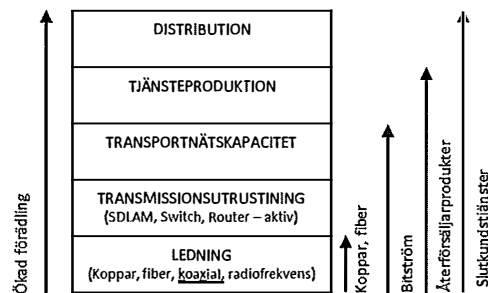 DISTRIBUTION
TJÄNSTEPRODUKTION
TRANSPORTNÄTSKAPACITET
TRANSMISSIONSUTRUSTINING
(SDLAM, Switch, Router – aktiv)
LEDNING
(Koppar, fiber, koaxial, radiofrekvens)
Ökad förädling
Koppar, fiber
Bitström
Återförsäljarprodukter
Slutkundstjänster